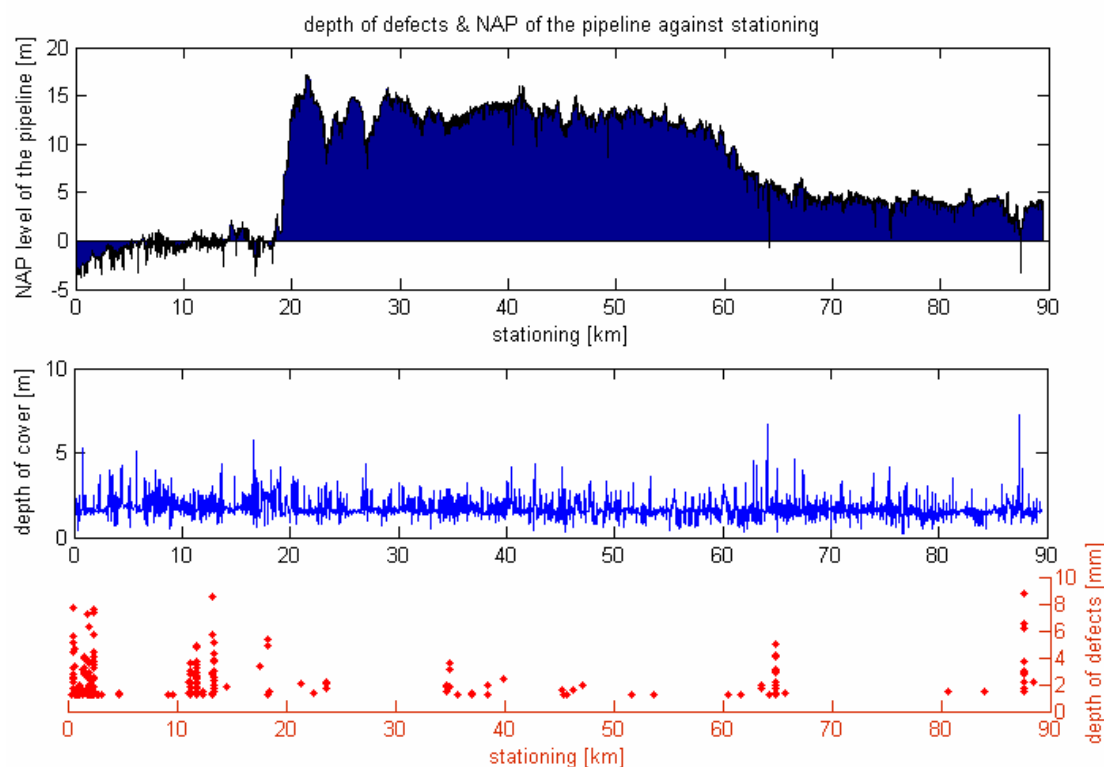 depth of defects & NAP of the pipeline against stationing
NAP level of the pipeline [m]
20
15
10
5
0
-5
0 10 20 30 40 50 60 70 80 90
stationing [km]
depth of cover [m]
10
5
0
0 10 20 30 40 50 60 70 80 90
depth of defects [mm]
10
8
6
4
2
0
0 10 20 30 40 50 60 70 80 90
stationing [km]